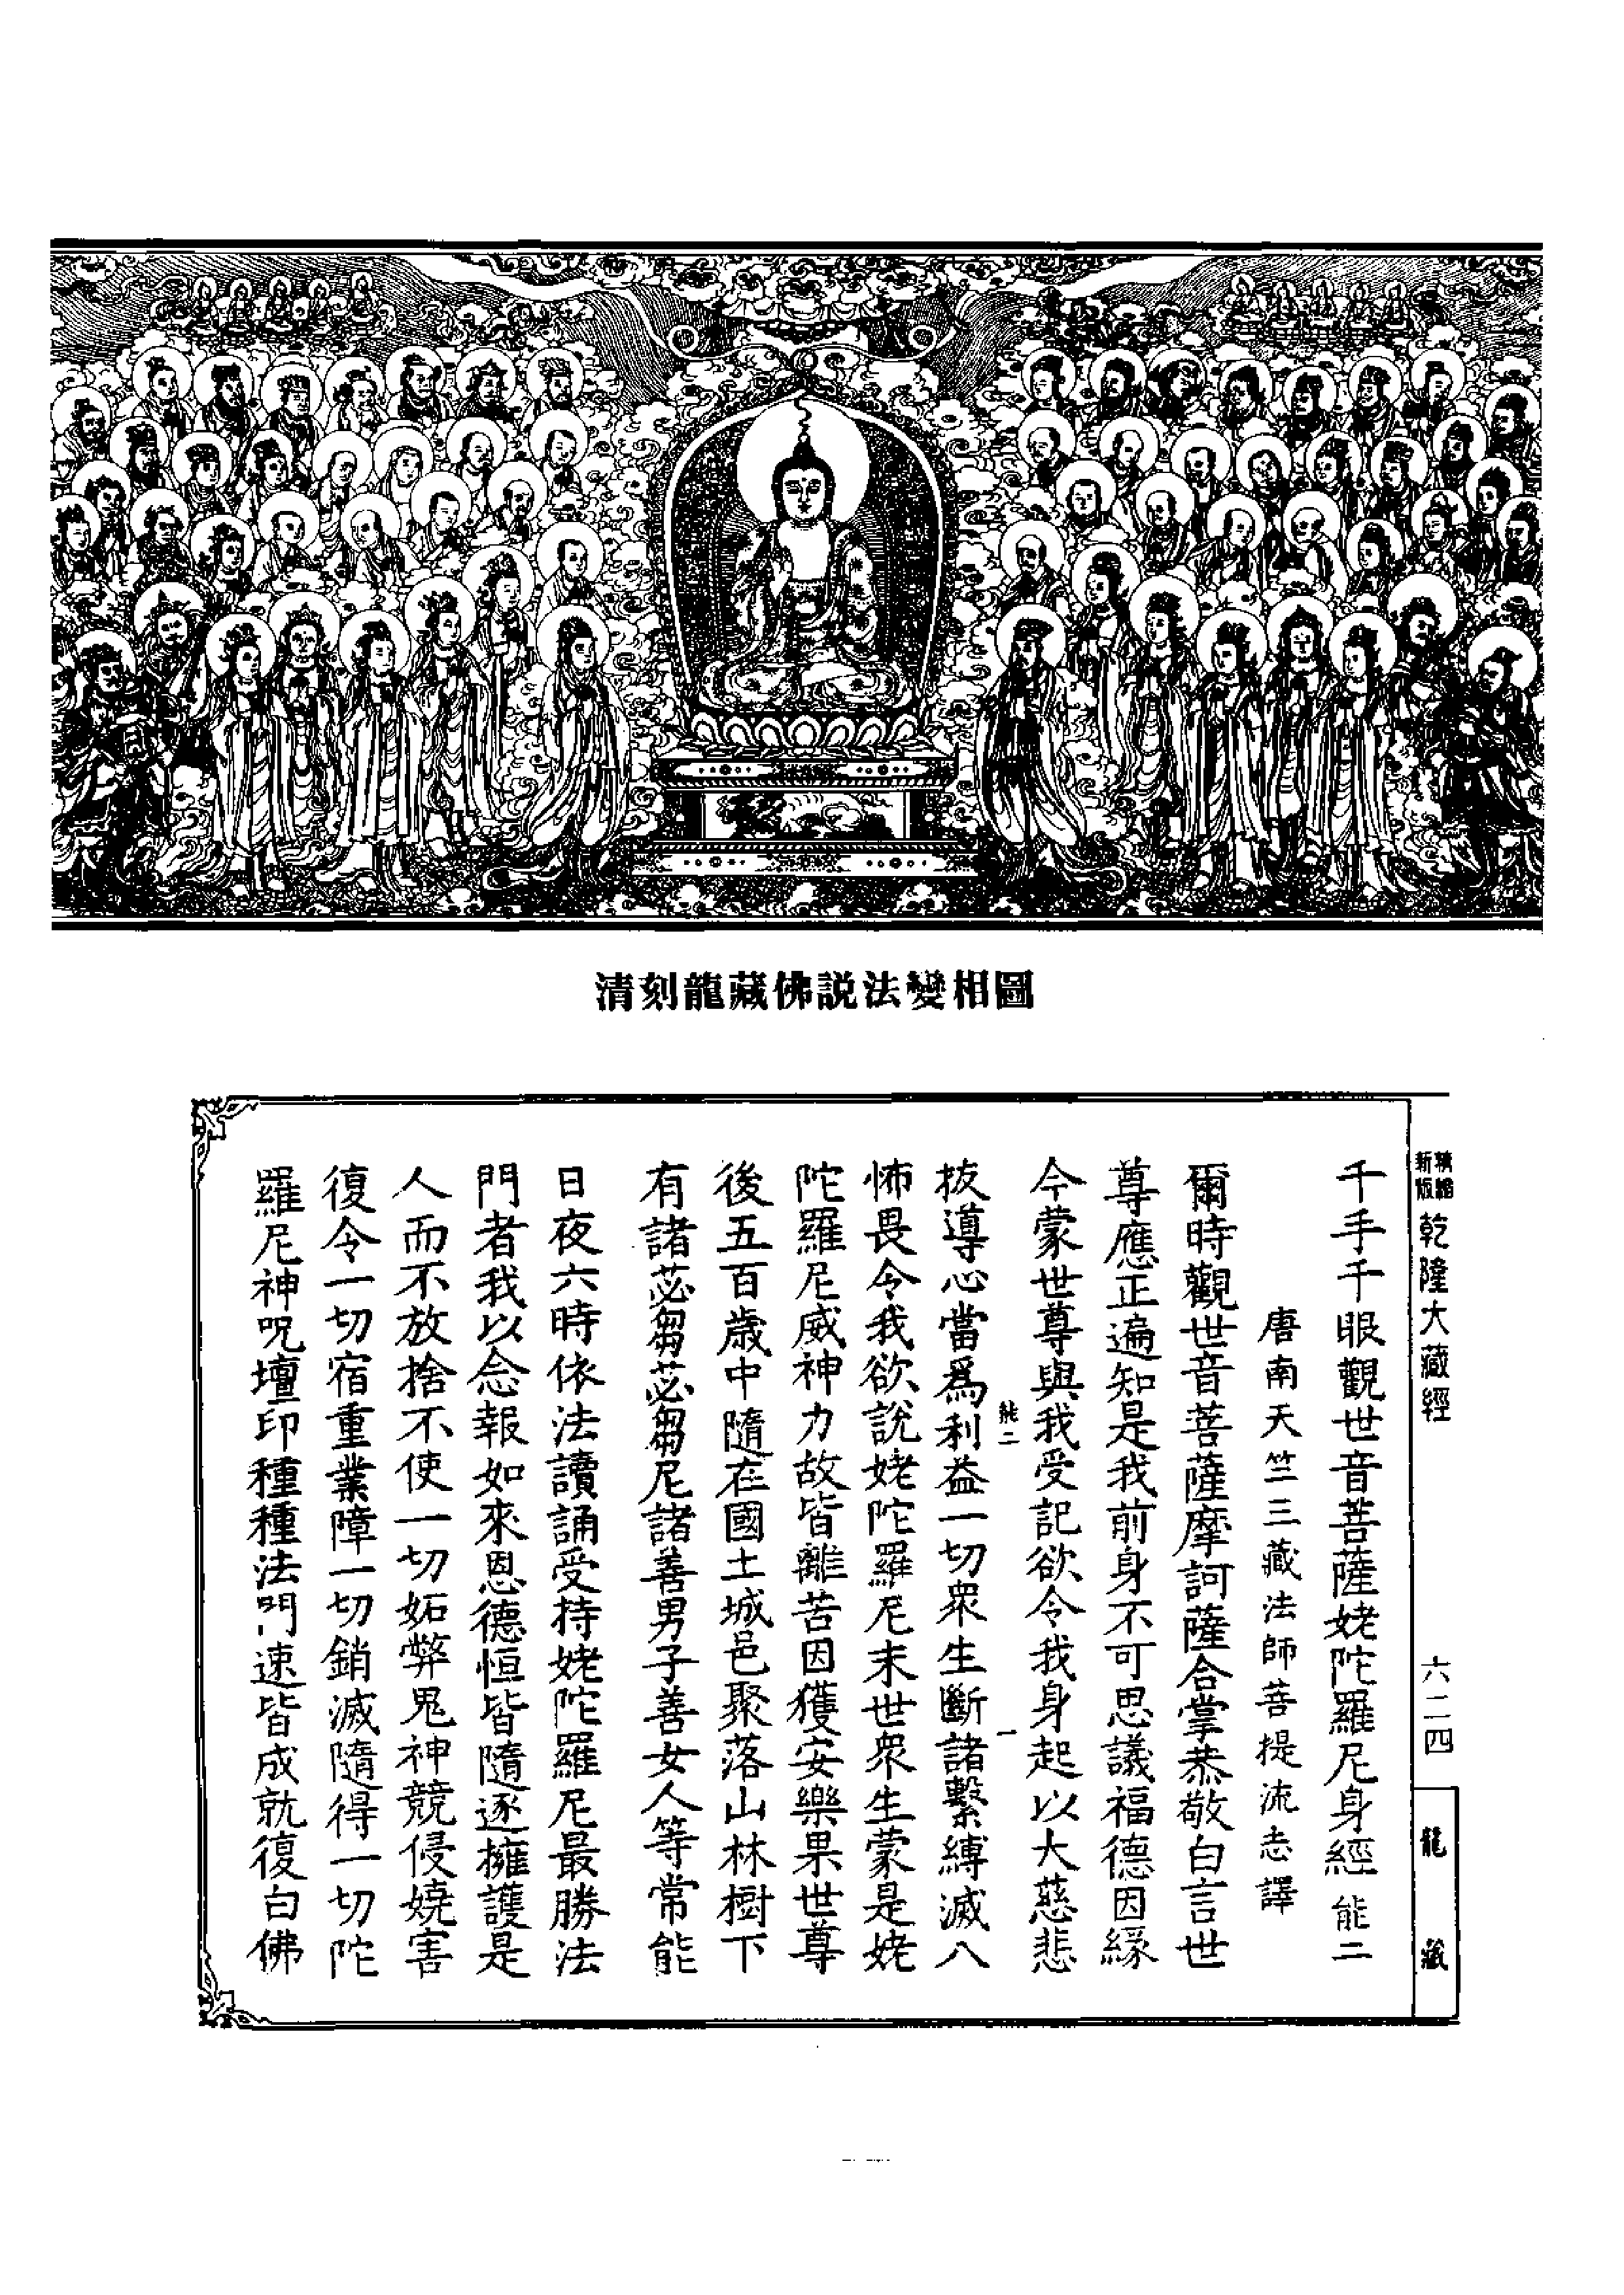 清刻龍藏佛説法變相圖
新版精縮
乾隆大藏經
六二四
龍藏
千手千眼觀世音菩薩姥陀羅尼身經 能二
唐南天竺三藏法師菩提流志譯
爾時觀世音菩薩摩訶薩合掌恭敬白言世
尊應正遍知是我前身不可思議福德因緣
今蒙世尊與我受記欲令我身起以大慈悲
能二 一
拔導心當爲利益一切衆生斷諸繫縛滅八
怖畏令我欲說姥陀羅尼末世衆生蒙是姥
陀羅尼威神力故皆離苦因獲安樂果世尊
後五百歲中隨在國土城邑聚落山林樹下
有諸苾芻苾芻尼諸善男子善女人等常能
日夜六時依法讀誦受持姥陀羅尼最勝法
門者我以念報如來恩德恒皆隨逐擁護是
人而不放捨不使一切妬弊鬼神競侵嬈害
復令一切宿重業障一切銷滅隨得一切陀
羅尼神呪壇印種種法門速皆成就復白佛